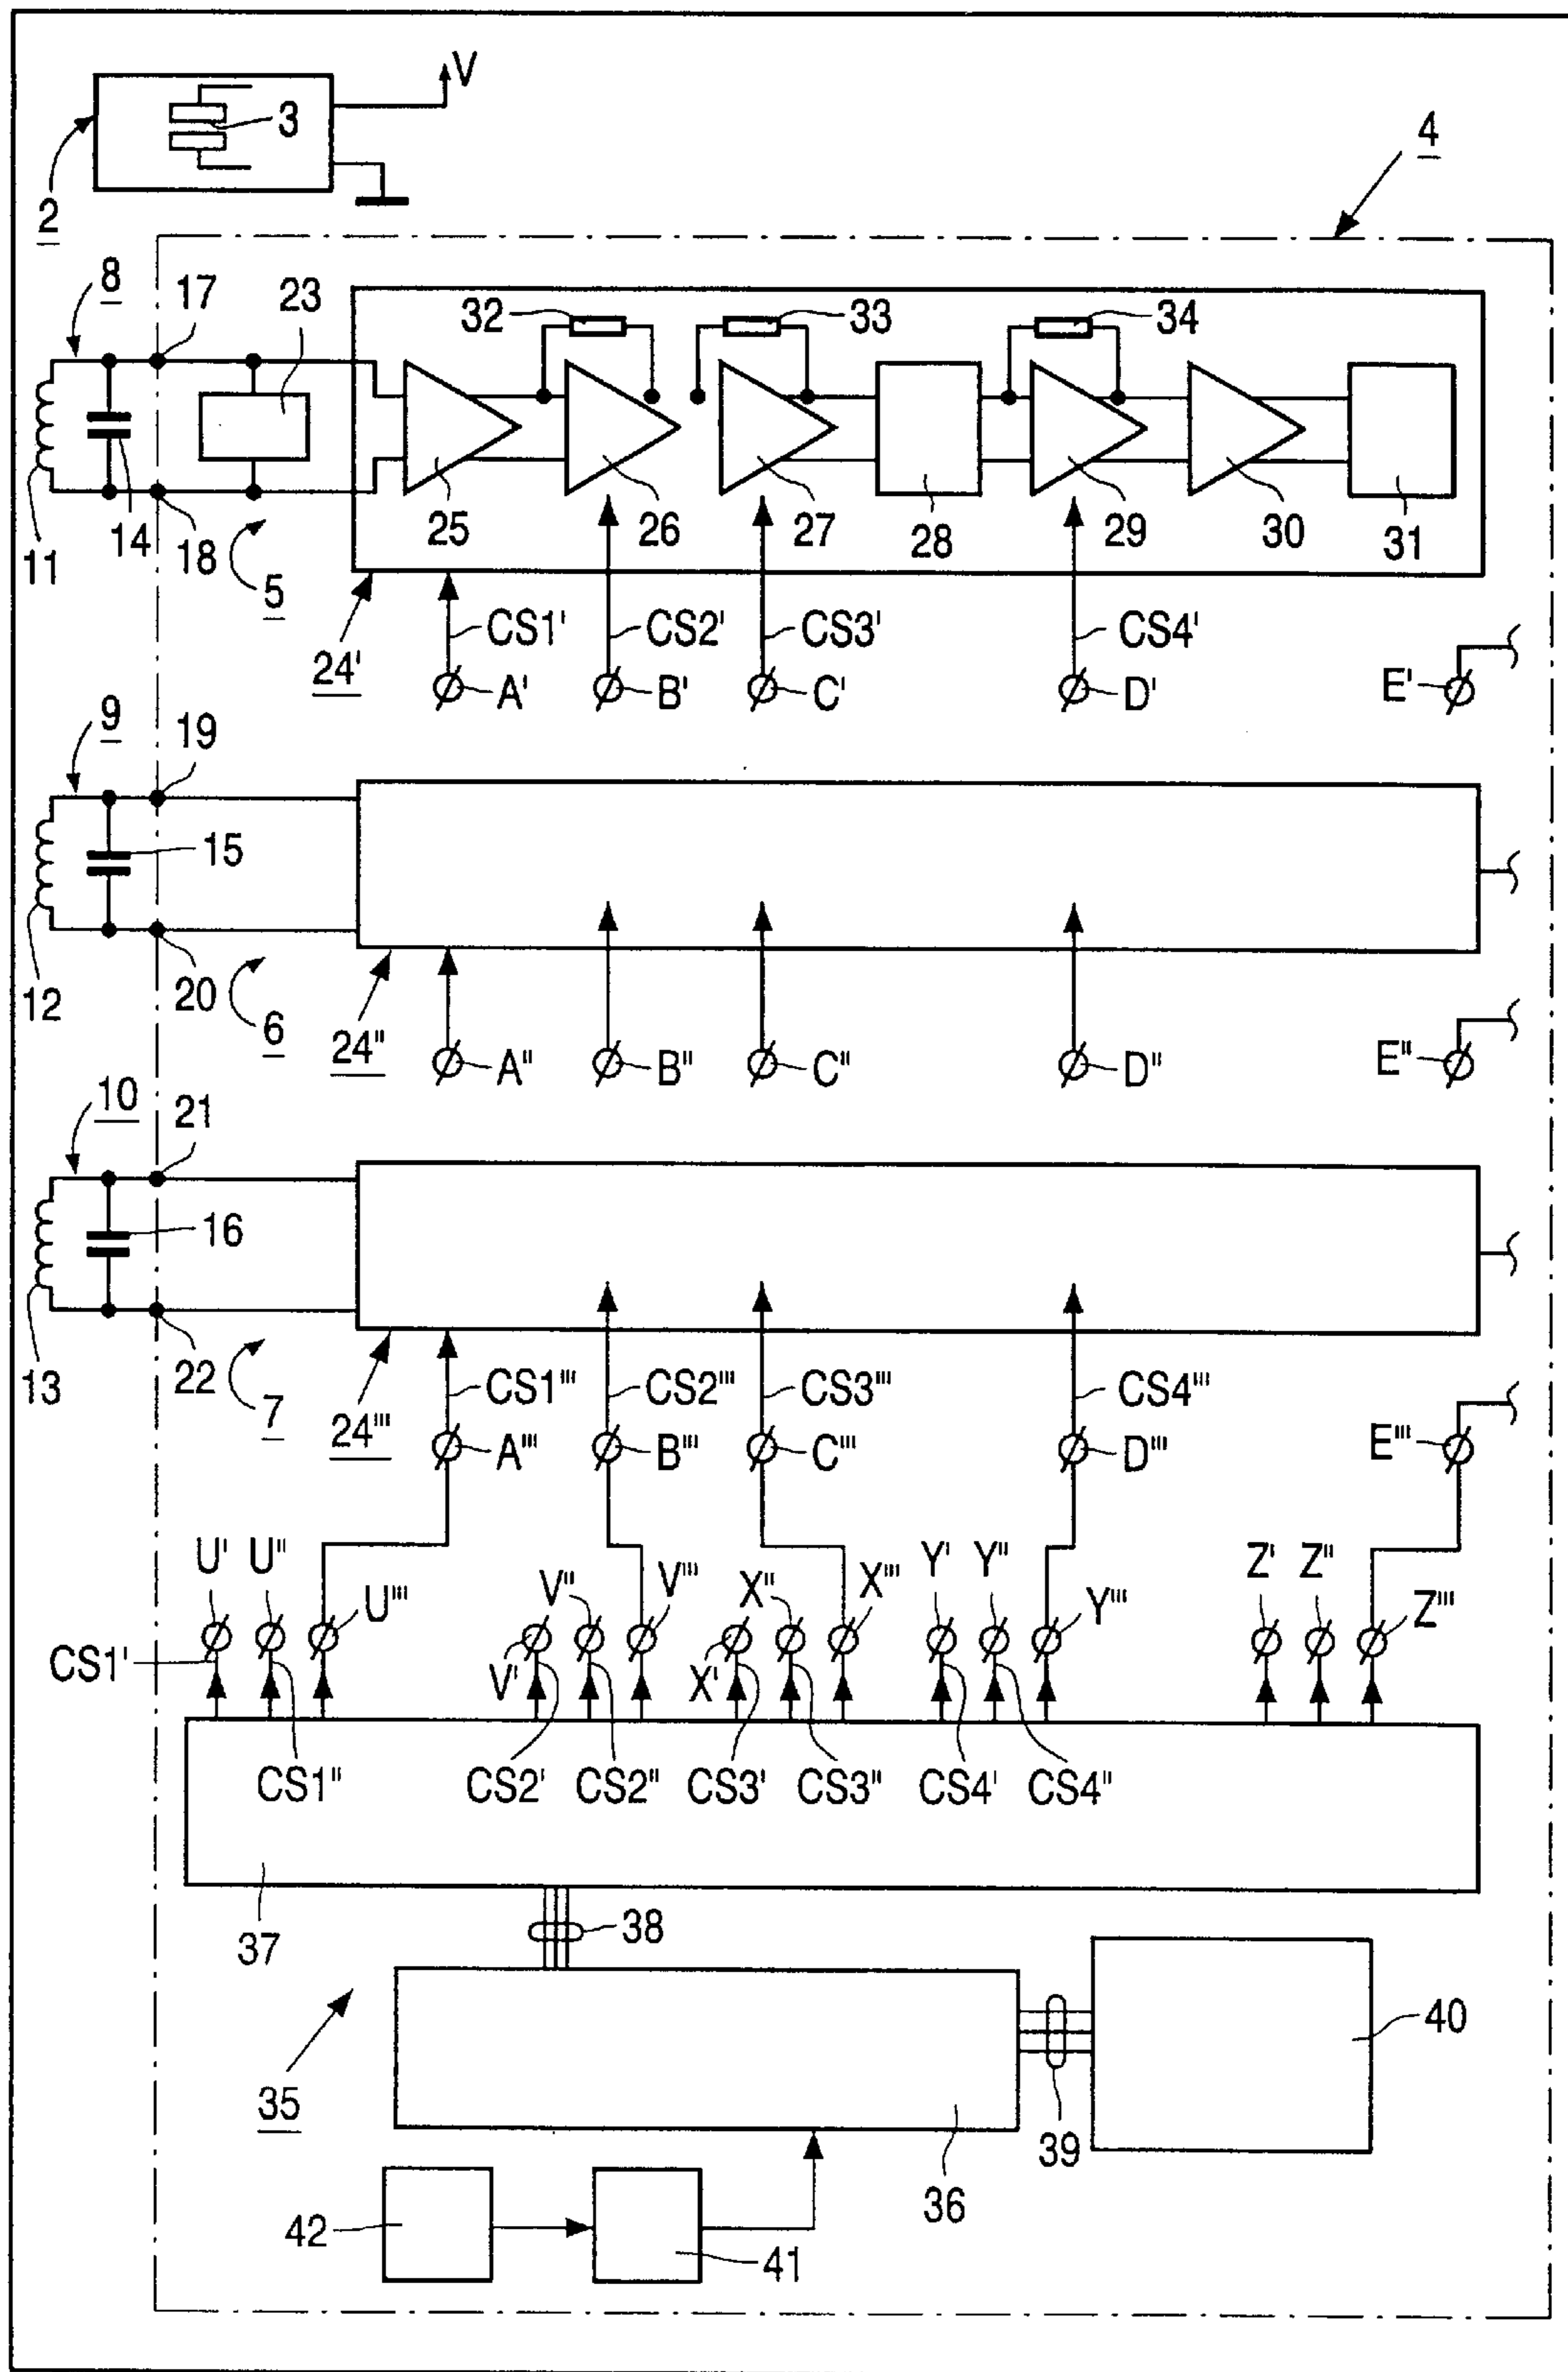 V
3
2
4
8 17 23 32 33 34
11 14 18 5 25 26 27 28 29 30 31
24' CS1' CS2' CS3' CS4'
A' B' C' D' E'
9 19
15
12 20 6 24"
A" B" C" D" E"
10 21
16
13 22 7 24''' CS1''' CS2''' CS3''' CS4'''
A''' B''' C''' D''' E'''
U' U" U''' V" V''' X" X''' Y' Y" Y''' Z' Z" Z'''
CS1' V' X'
CS1" CS2' CS2" CS3' CS3" CS4' CS4"
37 38
40
35 39
36
42 41